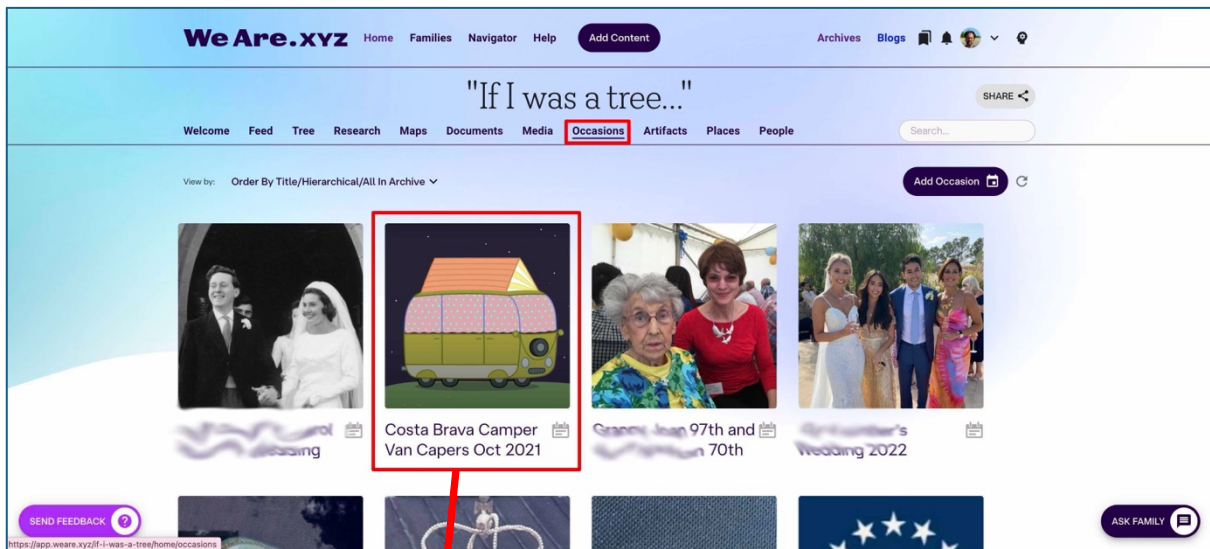 We Are.xyz Home Families Navigator Help Add Content Archives Blogs
"If I was a tree..."
SHARE
Welcome Feed Tree Research Maps Documents Media Occasions Artifacts Places People Search...
View by: Order By Title/Hierarchical/All In Archive Add Occasion
Costa Brava Camper
Van Capers Oct 2021
97th and
70th
Wedding 2022
SEND FEEDBACK ?
ASK FAMILY
https://app.weare.xyz/if-i-was-a-tree/home/occasions